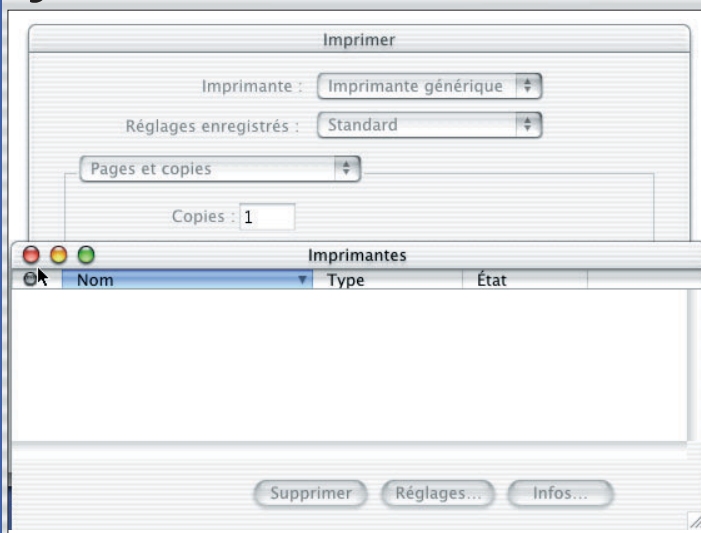 Imprimer
Imprimante : Imprimante générique
Réglages enregistrés : Standard
Pages et copies
Copies : 1
Imprimantes
Nom Type État
Supprimer Réglages... Infos...